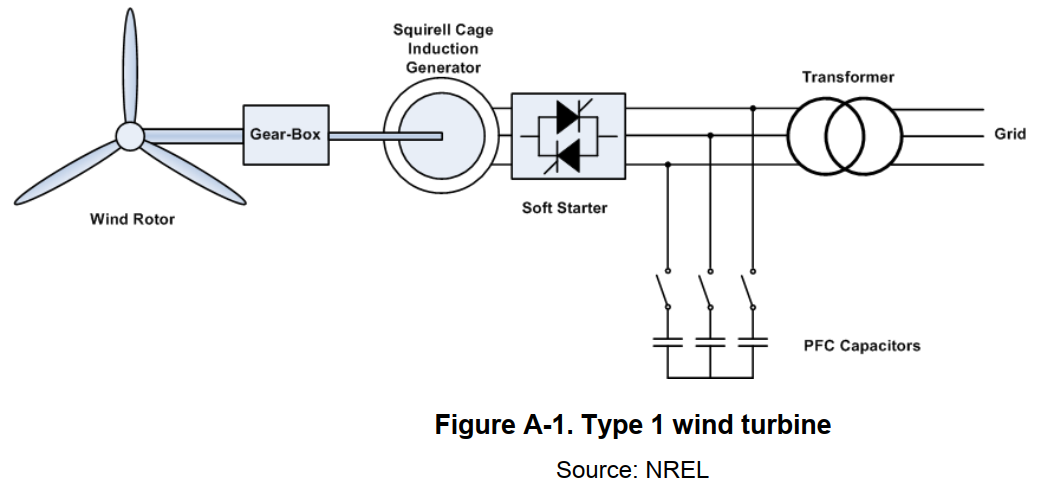 Squirell Cage
Induction
Generator
Transformer
Gear-Box
Grid
Soft Starter
Wind Rotor
PFC Capacitors
Figure A-1. Type 1 wind turbine
Source: NREL